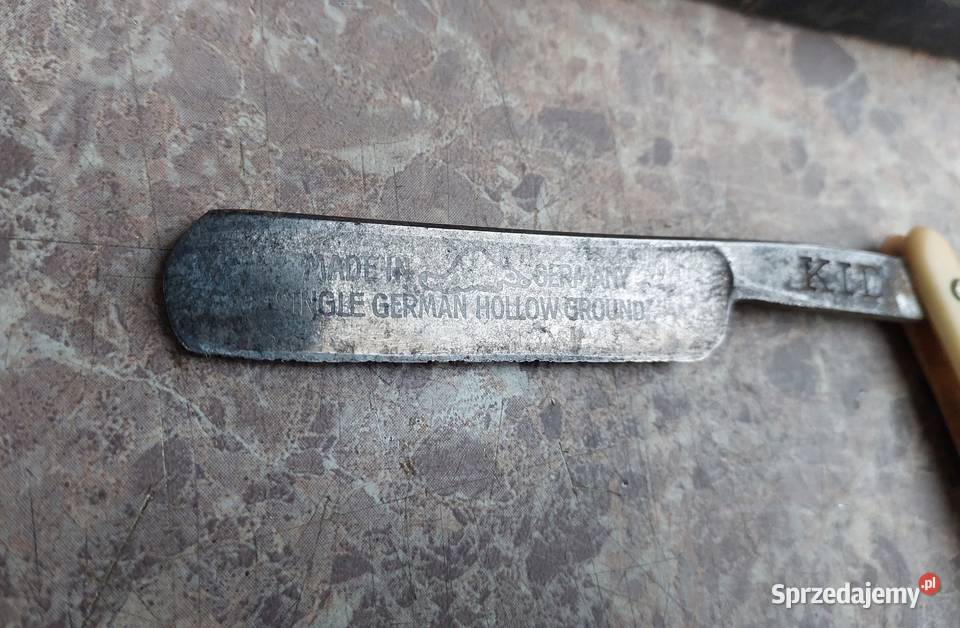 MADE IN GERMANY
SINGLE GERMAN HOLLOW GROUND
KID
Sprzedajemy.pl